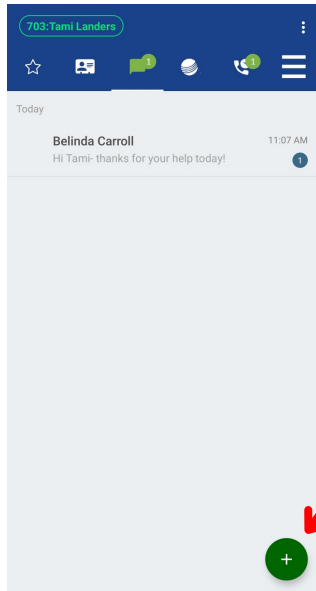 703:Tami Landers
1
1
Today
Belinda Carroll
11:07 AM
Hi Tami- thanks for your help today!
1
+